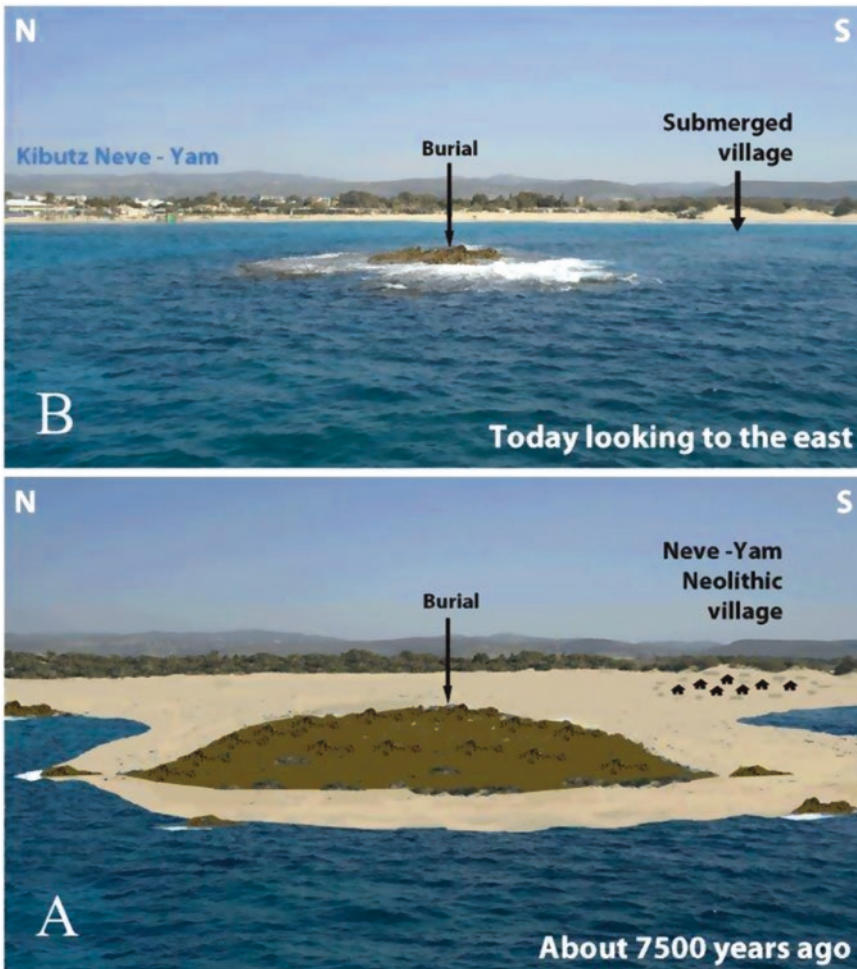 N
S
Kibutz Neve - Yam
Burial
Submerged
village
B
Today looking to the east
N
S
Neve -Yam
Neolithic
village
Burial
A
About 7500 years ago